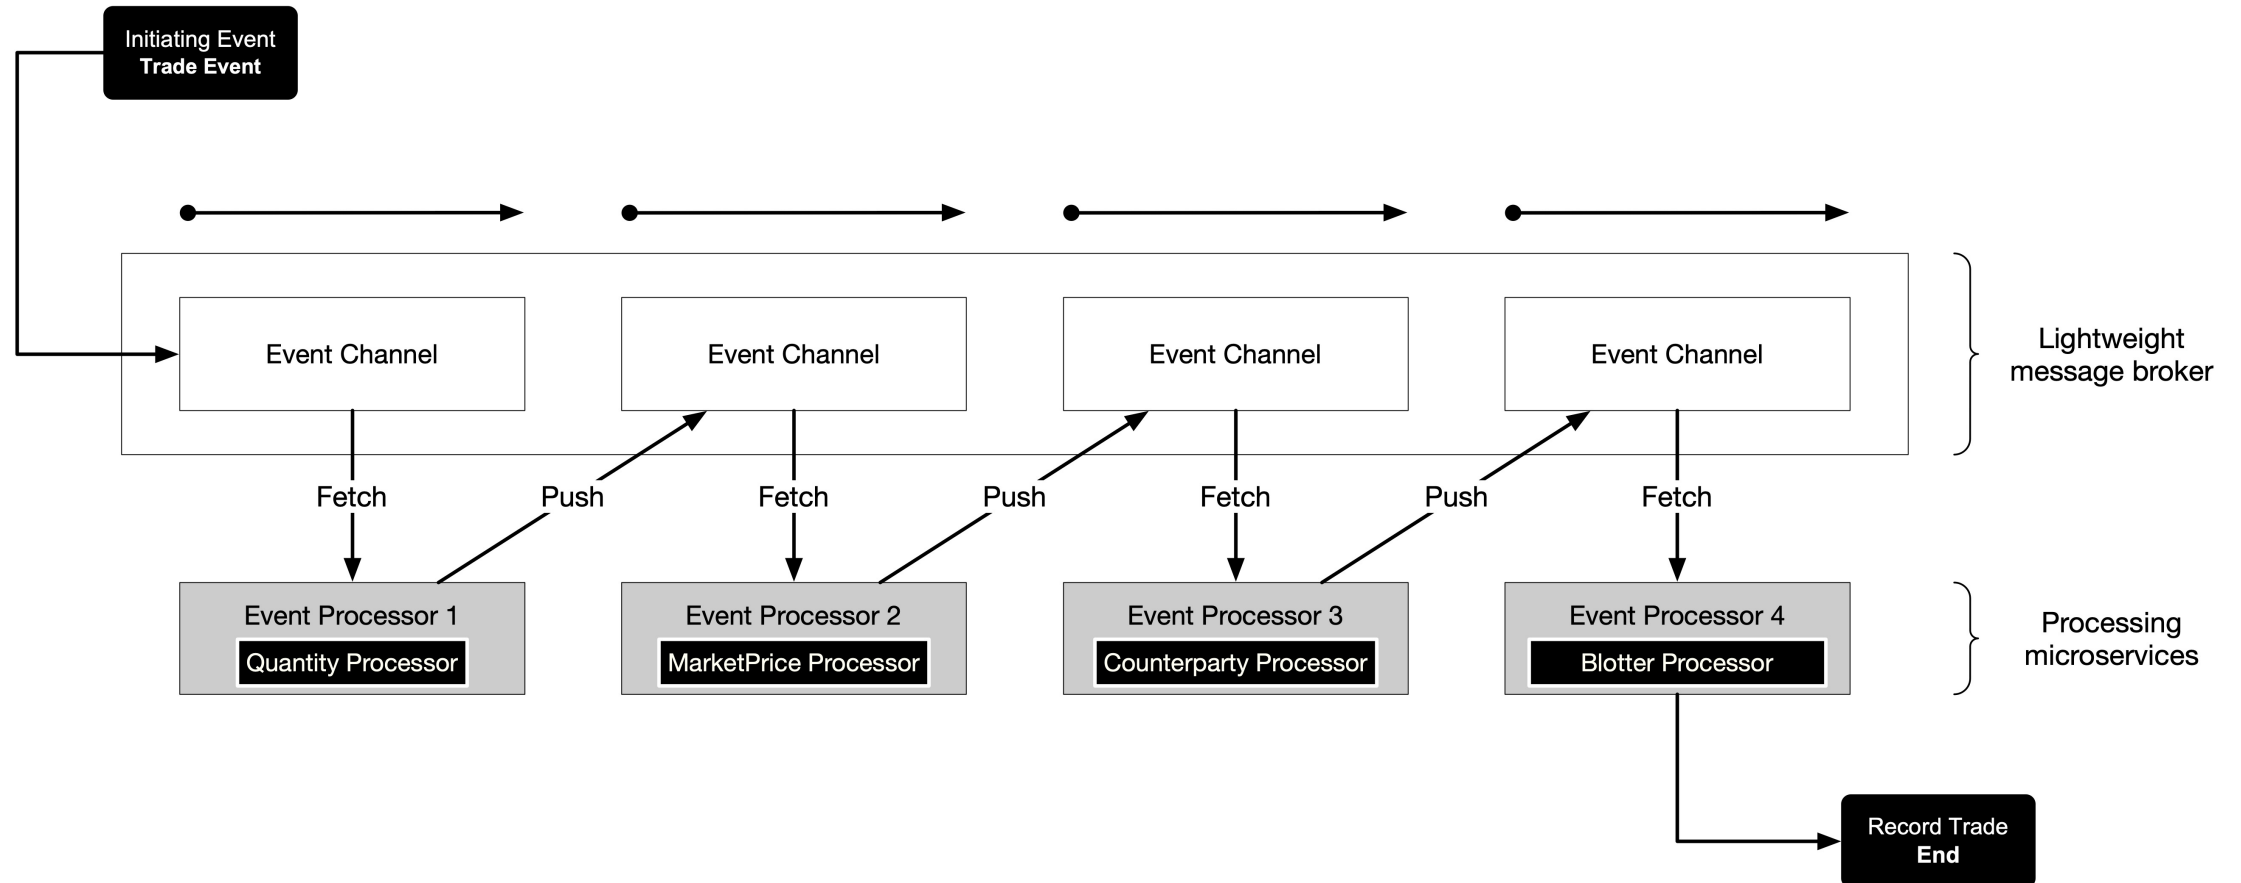 Initiating Event
Trade Event
Event Channel
Event Channel
Event Channel
Event Channel
Lightweight
message broker
Fetch
Push
Fetch
Push
Fetch
Push
Fetch
Event Processor 1
Quantity Processor
Event Processor 2
MarketPrice Processor
Event Processor 3
Counterparty Processor
Event Processor 4
Blotter Processor
Processing
microservices
Record Trade
End